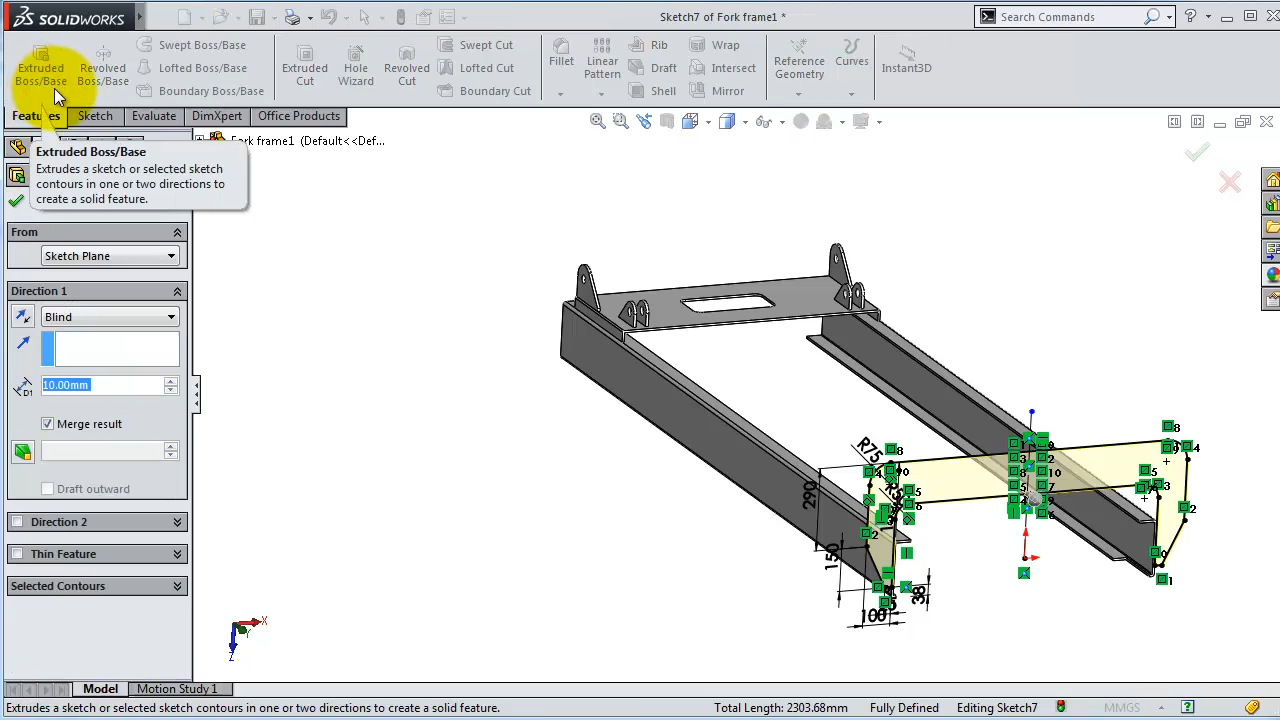 SOLIDWORKS
Sketch7 of Fork frame1 *
Search Commands
Extruded Boss/Base
Revolved Boss/Base
Swept Boss/Base
Lofted Boss/Base
Boundary Boss/Base
Extruded Cut
Hole Wizard
Revolved Cut
Swept Cut
Lofted Cut
Boundary Cut
Fillet
Linear Pattern
Rib
Draft
Shell
Wrap
Intersect
Mirror
Reference Geometry
Curves
Instant3D
Features
Sketch
Evaluate
DimXpert
Office Products
Fork frame1 (Default<<Def...
Extruded Boss/Base
Extrudes a sketch or selected sketch
contours in one or two directions to
create a solid feature.
From
Sketch Plane
Direction 1
Blind
D1
10.00mm
Merge result
Draft outward
Direction 2
Thin Feature
Selected Contours
R75
290
150
100
38
X
Y
Z
Model
Motion Study 1
Extrudes a sketch or selected sketch contours in one or two directions to create a solid feature.
Total Length: 2303.68mm
Fully Defined
Editing Sketch7
MMGS